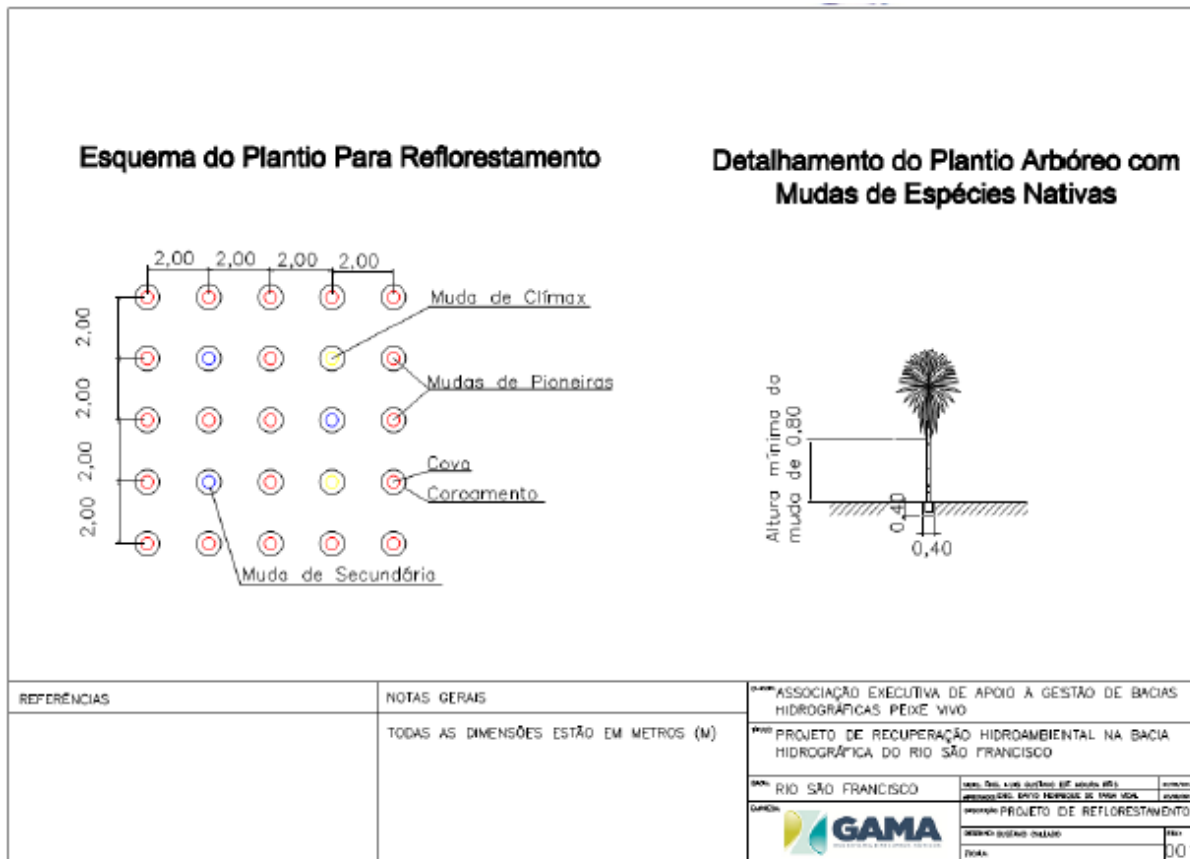 Esquema do Plantio Para Reflorestamento
2,00 2,00 2,00 2,00
2,00
2,00
2,00
2,00
Muda de Clímax
Mudas de Pioneiras
Cova
Coroamento
Muda de Secundária
Detalhamento do Plantio Arbóreo com
Mudas de Espécies Nativas
Altura mínima da
muda de 0,80
0,40
0,40
REFERÊNCIAS
NOTAS GERAIS
TODAS AS DIMENSÕES ESTÃO EM METROS (M)
ASSOCIAÇÃO EXECUTIVA DE APOIO À GESTÃO DE BACIAS
HIDROGRÁFICAS PEIXE VIVO
PROJETO DE RECUPERAÇÃO HIDROAMBIENTAL NA BACIA
HIDROGRÁFICA DO RIO SÃO FRANCISCO
RIO SÃO FRANCISCO
PROJETO DE REFLORESTAMENTO
GAMA